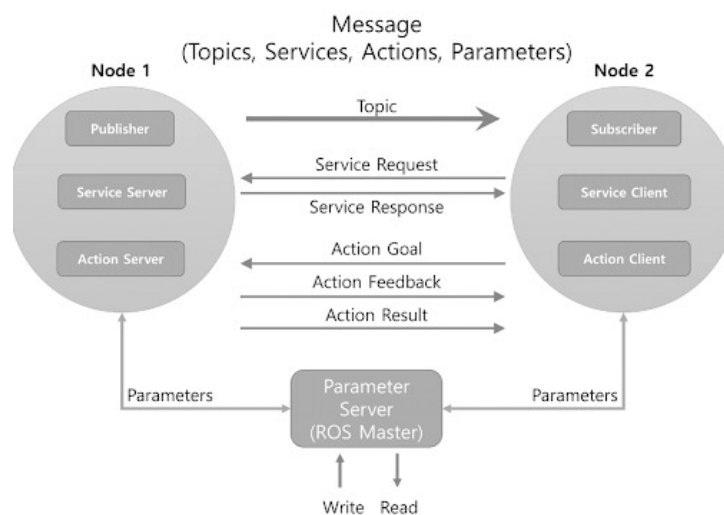 Message
(Topics, Services, Actions, Parameters)
Node 1
Node 2
Publisher
Topic
Subscriber
Service Request
Service Server
Service Client
Service Response
Action Goal
Action Server
Action Client
Action Feedback
Action Result
Parameters
Parameter
Server
(ROS Master)
Parameters
Write Read